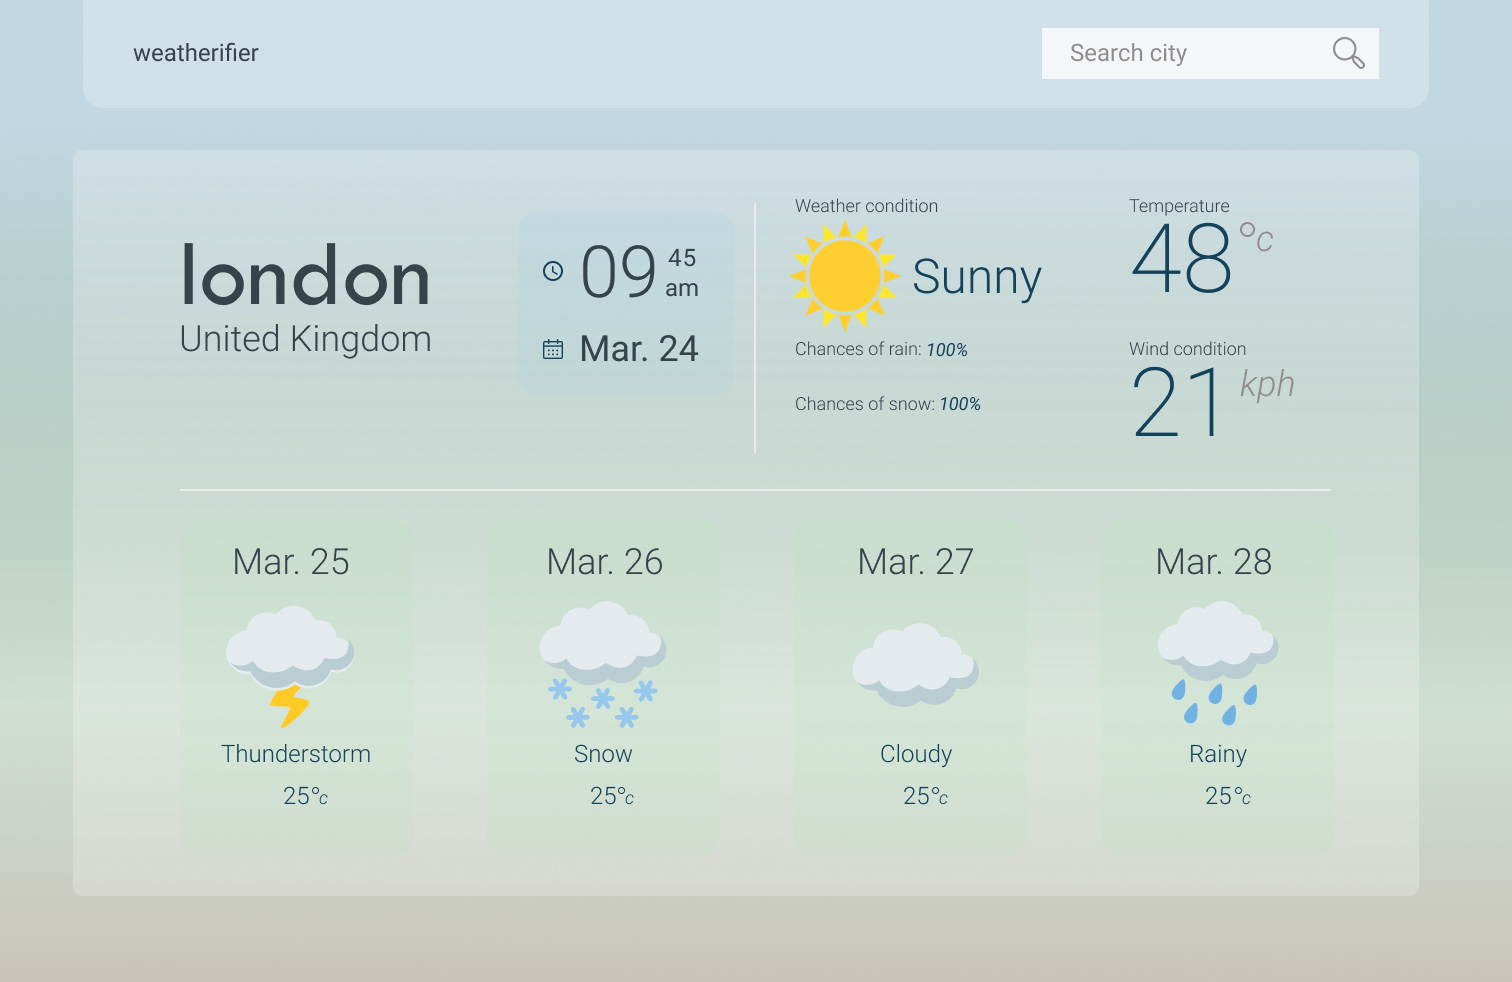 weatherifier
Search city
london
United Kingdom
09 45 am
Mar. 24
Weather condition
Sunny
Chances of rain: 100%
Chances of snow: 100%
Temperature
48 °C
Wind condition
21 kph
Mar. 25
Thunderstorm
25°c
Mar. 26
Snow
25°c
Mar. 27
Cloudy
25°c
Mar. 28
Rainy
25°c